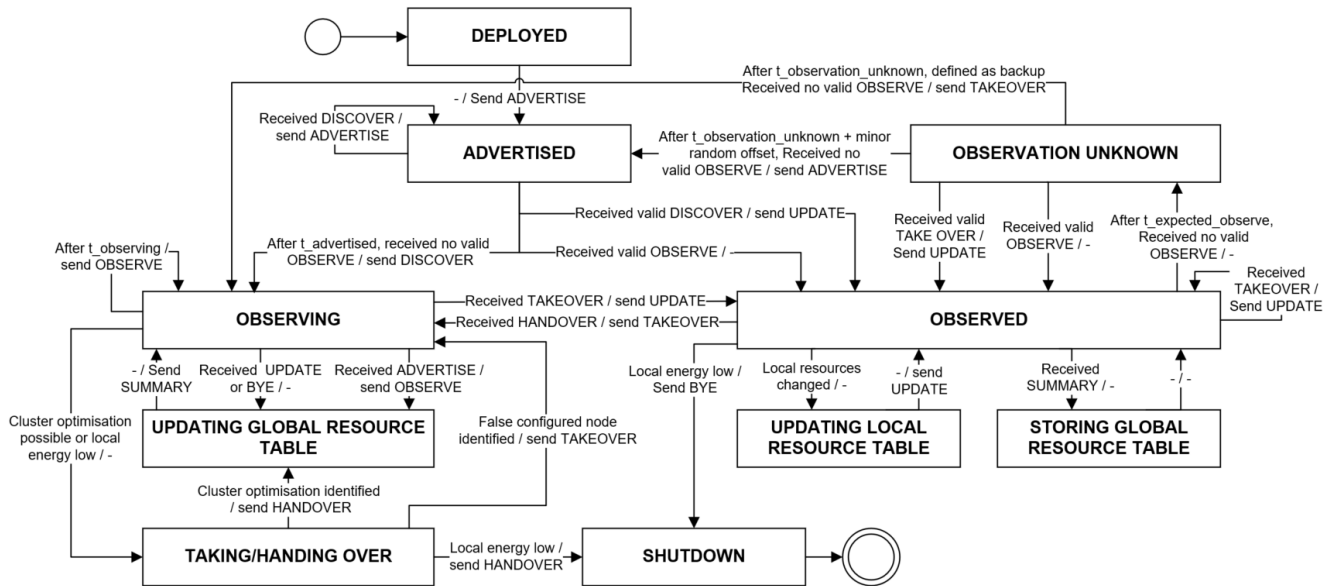 DEPLOYED
After t_observation_unknown, defined as backup
Received no valid OBSERVE / send TAKEOVER
- / Send ADVERTISE
Received DISCOVER /
send ADVERTISE
ADVERTISED
After t_observation_unknown + minor
random offset, Received no
valid OBSERVE / send ADVERTISE
OBSERVATION UNKNOWN
Received valid DISCOVER / send UPDATE
After t_observing /
send OBSERVE
After t_advertised, received no valid
OBSERVE / send DISCOVER
Received valid OBSERVE / -
Received valid
TAKE OVER /
Send UPDATE
Received valid
OBSERVE / -
After t_expected_observe,
Received no valid
OBSERVE / -
Received
TAKEOVER /
Send UPDATE
OBSERVING
Received TAKEOVER / send UPDATE
Received HANDOVER / send TAKEOVER
OBSERVED
- / Send
SUMMARY
Received UPDATE
or BYE / -
Received ADVERTISE /
send OBSERVE
Local energy low /
Send BYE
Local resources
changed / -
- / send
UPDATE
Received
SUMMARY / -
- / -
Cluster optimisation
possible or local
energy low / -
UPDATING GLOBAL RESOURCE
TABLE
False configured node
identified / send TAKEOVER
UPDATING LOCAL
RESOURCE TABLE
STORING GLOBAL
RESOURCE TABLE
Cluster optimisation identified
/ send HANDOVER
TAKING/HANDING OVER
Local energy low /
send HANDOVER
SHUTDOWN